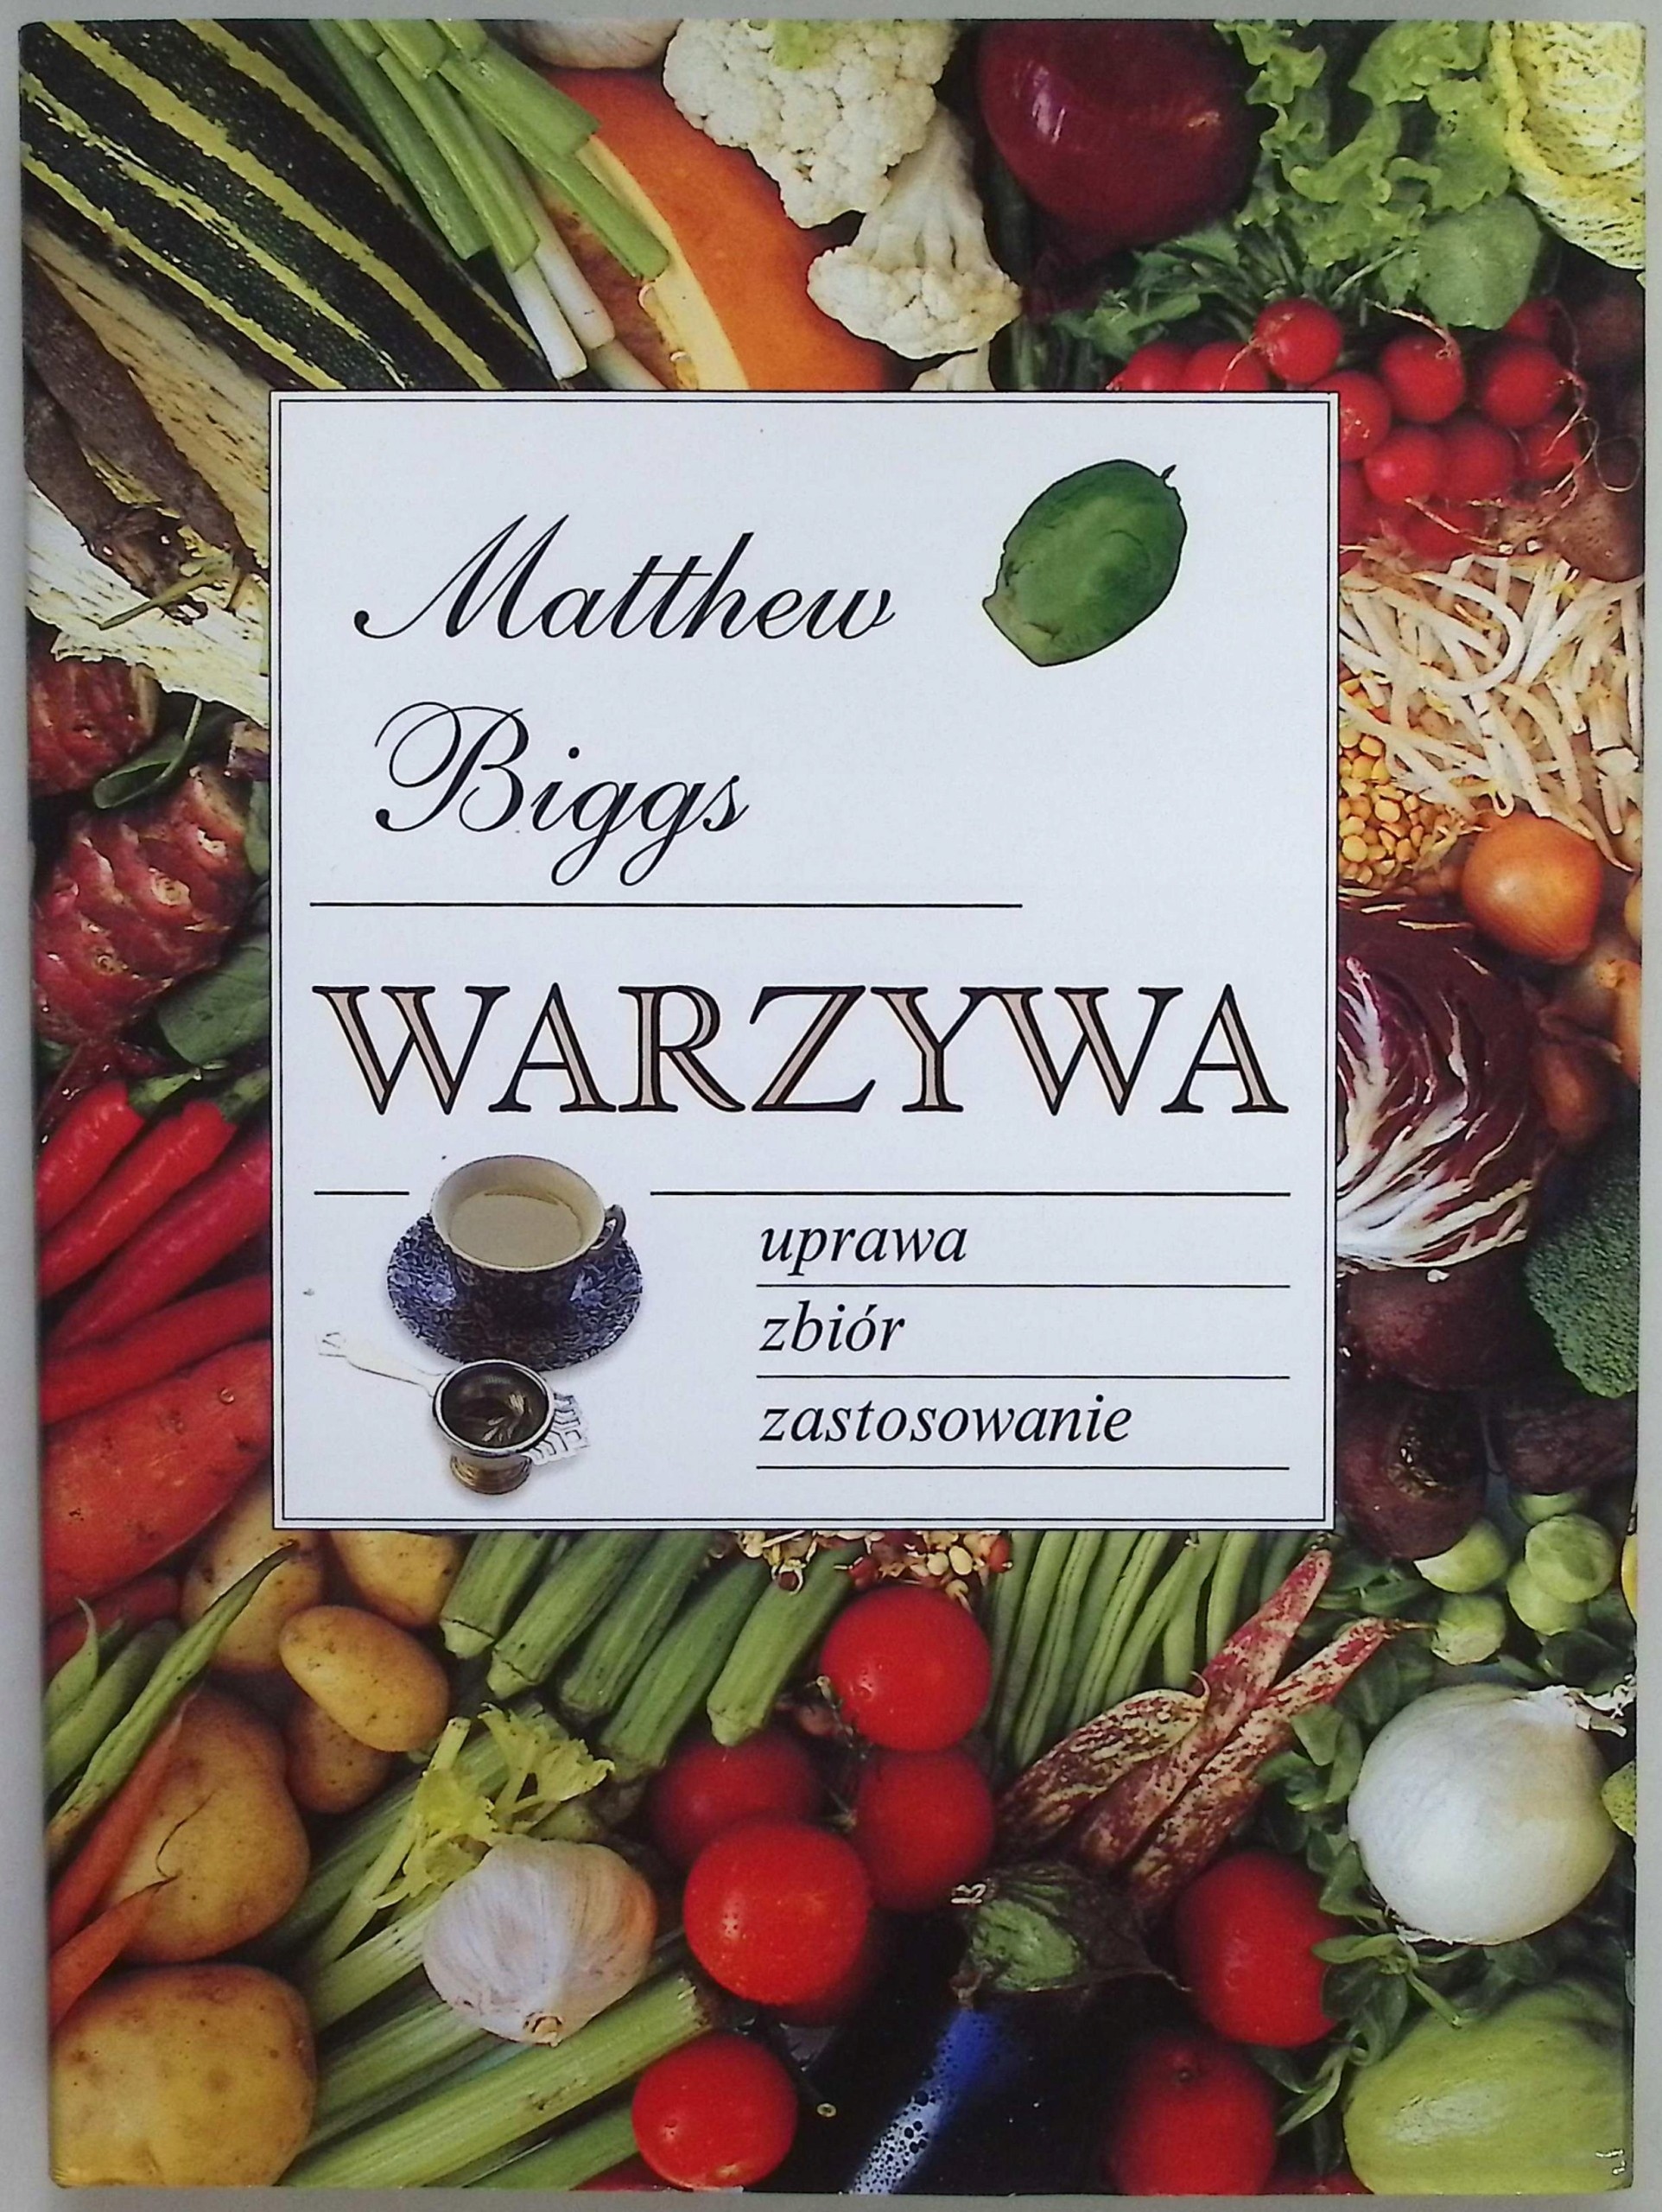 Matthew
Biggs
WARZYWA
uprawa
zbiór
zastosowanie